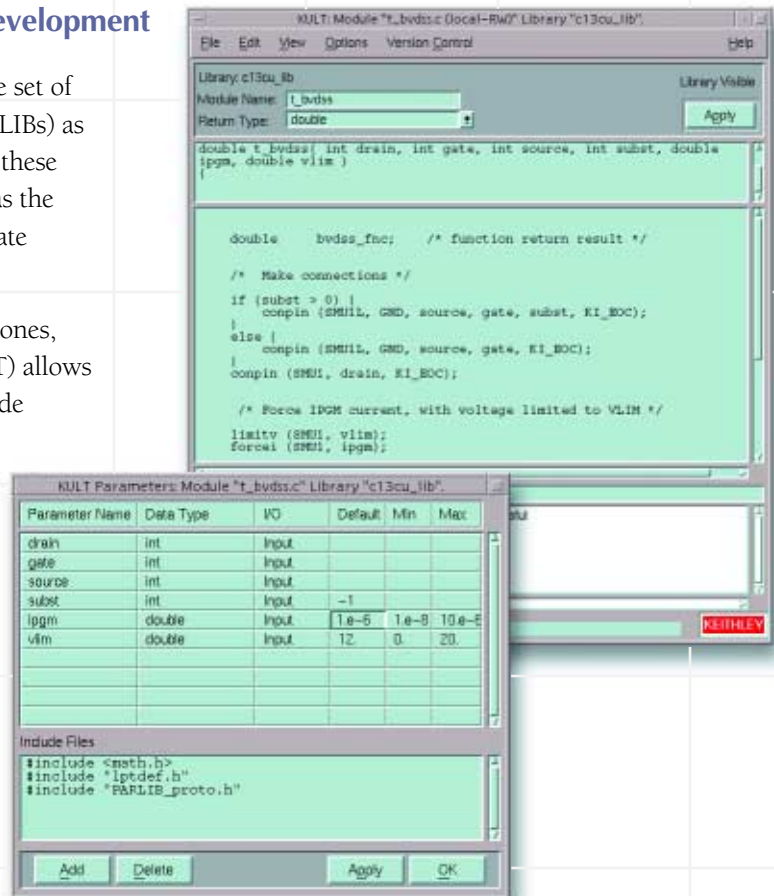 evelopment
e set of
LIBs) as
these
as the
ate
ones,
T) allows
de
KULT: Module "t_bvdss.c (local-RW)" Library "c13cu_lib".
File Edit View Options Version Control Help
Library: c13cu_lib
Library Visible
Module Name: t_bvdss
Return Type: double
Apply
double t_bvdss( int drain, int gate, int source, int subst, double
ipgm, double vlim )
{
double bvdss_fnc; /* function return result */
/* Make connections */
if (subst > 0) {
conpin (SMU1L, GND, source, gate, subst, KI_EOC);
}
else {
conpin (SMU1L, GND, source, gate, KI_EOC);
}
conpin (SMU1, drain, KI_EOC);
/* Force IPGM current, with voltage limited to VLIM */
limitv (SMU1, vlim);
forcei (SMU1, ipgm);
KEITHLEY
KULT Parameters: Module "t_bvdss.c" Library "c13cu_lib".
Parameter Name Data Type I/O Default Min Max
drain int Input
gate int Input
source int Input
subst int Input -1
ipgm double Input 1.e-6 1.e-8 10.e-6
vlim double Input 12. 0. 20.
Include Files
#include <math.h>
#include "lptdef.h"
#include "PARLIB_proto.h"
Add Delete Apply OK